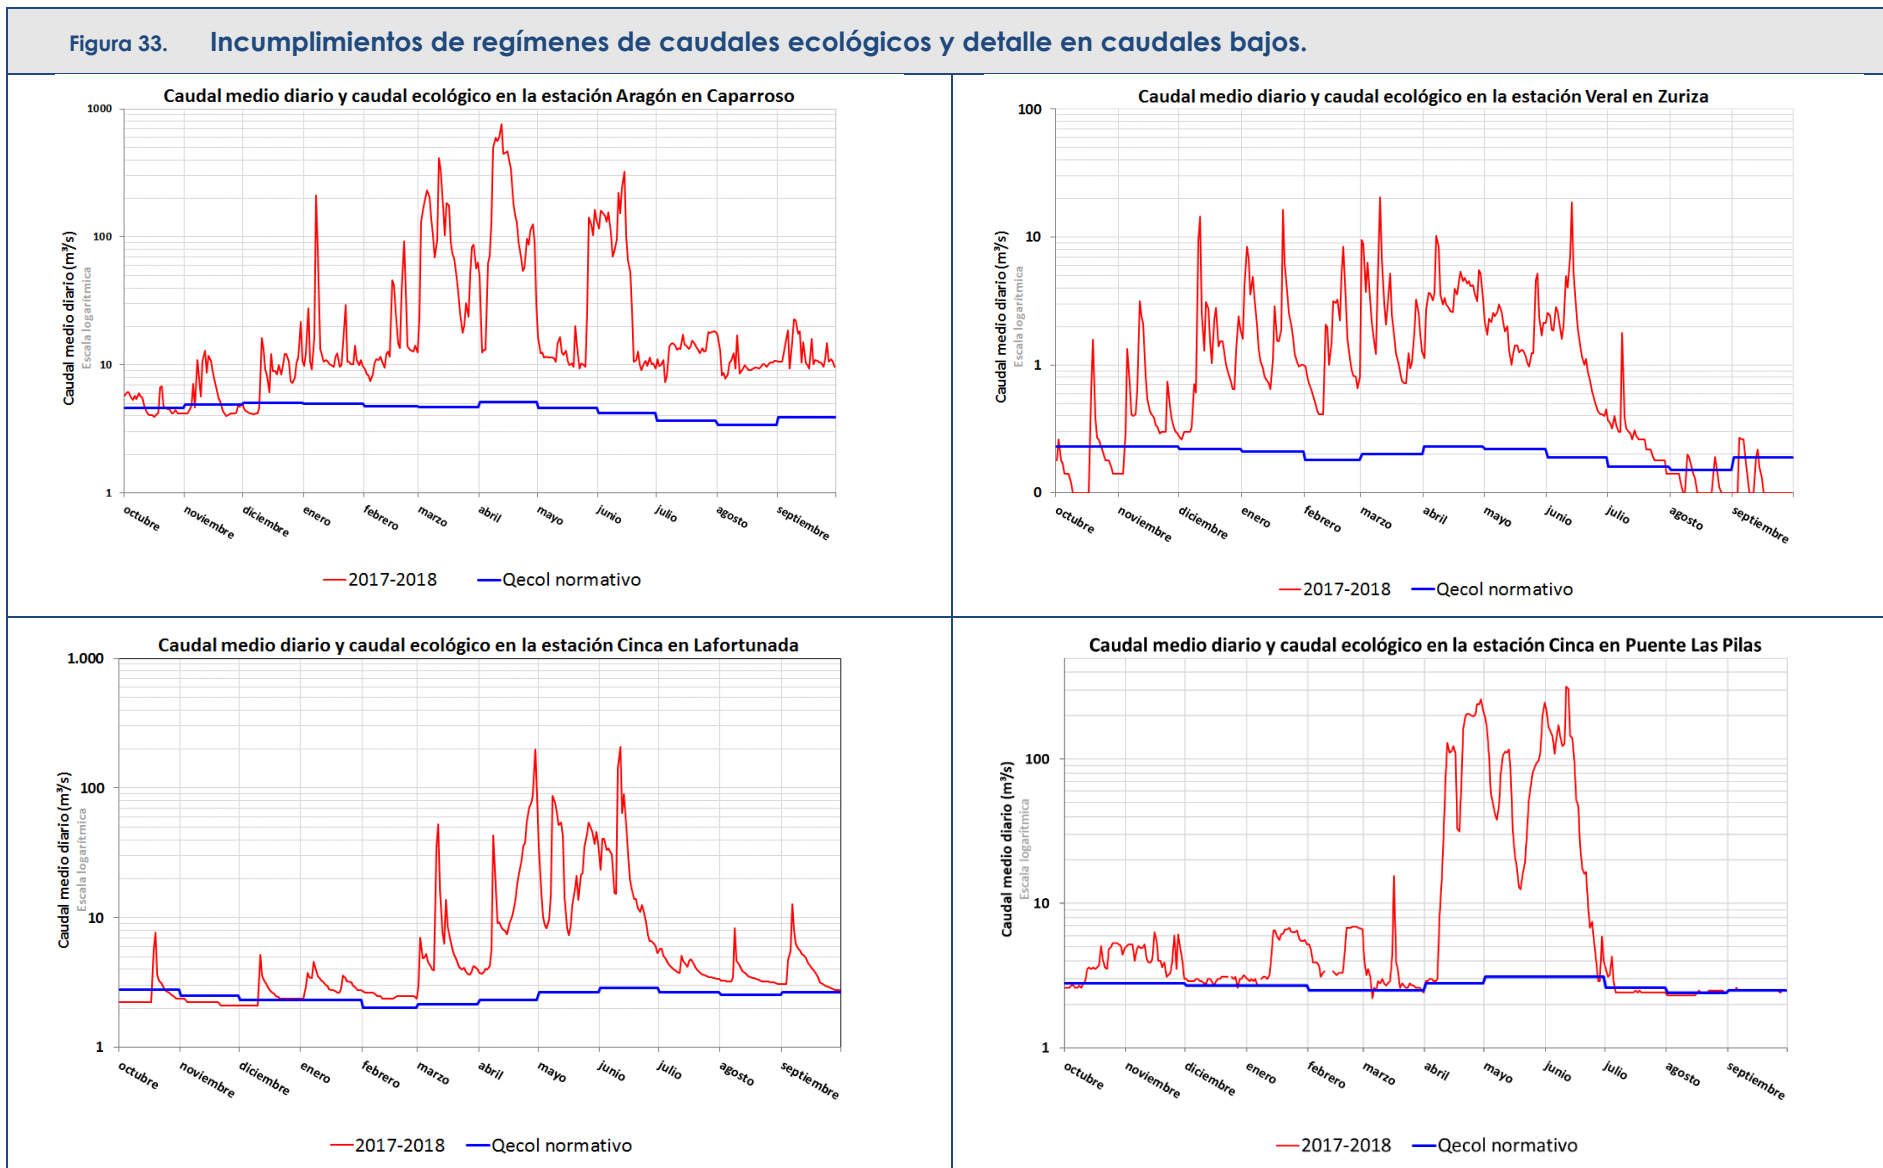 Figura 33. Incumplimientos de regímenes de caudales ecológicos y detalle en caudales bajos.
Caudal medio diario y caudal ecológico en la estación Aragón en Caparroso
Caudal medio diario (m³/s)
Escala logarítmica
1000
100
10
1
octubre
noviembre
diciembre
enero
febrero
marzo
abril
mayo
junio
julio
agosto
septiembre
2017-2018
Qecol normativo
Caudal medio diario y caudal ecológico en la estación Veral en Zuriza
Caudal medio diario (m³/s)
Escala logarítmica
100
10
1
0
octubre
noviembre
diciembre
enero
febrero
marzo
abril
mayo
junio
julio
agosto
septiembre
2017-2018
Qecol normativo
Caudal medio diario y caudal ecológico en la estación Cinca en Lafortunada
Caudal medio diario (m³/s)
Escala logarítmica
1.000
100
10
1
octubre
noviembre
diciembre
enero
febrero
marzo
abril
mayo
junio
julio
agosto
septiembre
2017-2018
Qecol normativo
Caudal medio diario y caudal ecológico en la estación Cinca en Puente Las Pilas
Caudal medio diario (m³/s)
Escala logarítmica
100
10
1
octubre
noviembre
diciembre
enero
febrero
marzo
abril
mayo
junio
julio
agosto
septiembre
2017-2018
Qecol normativo